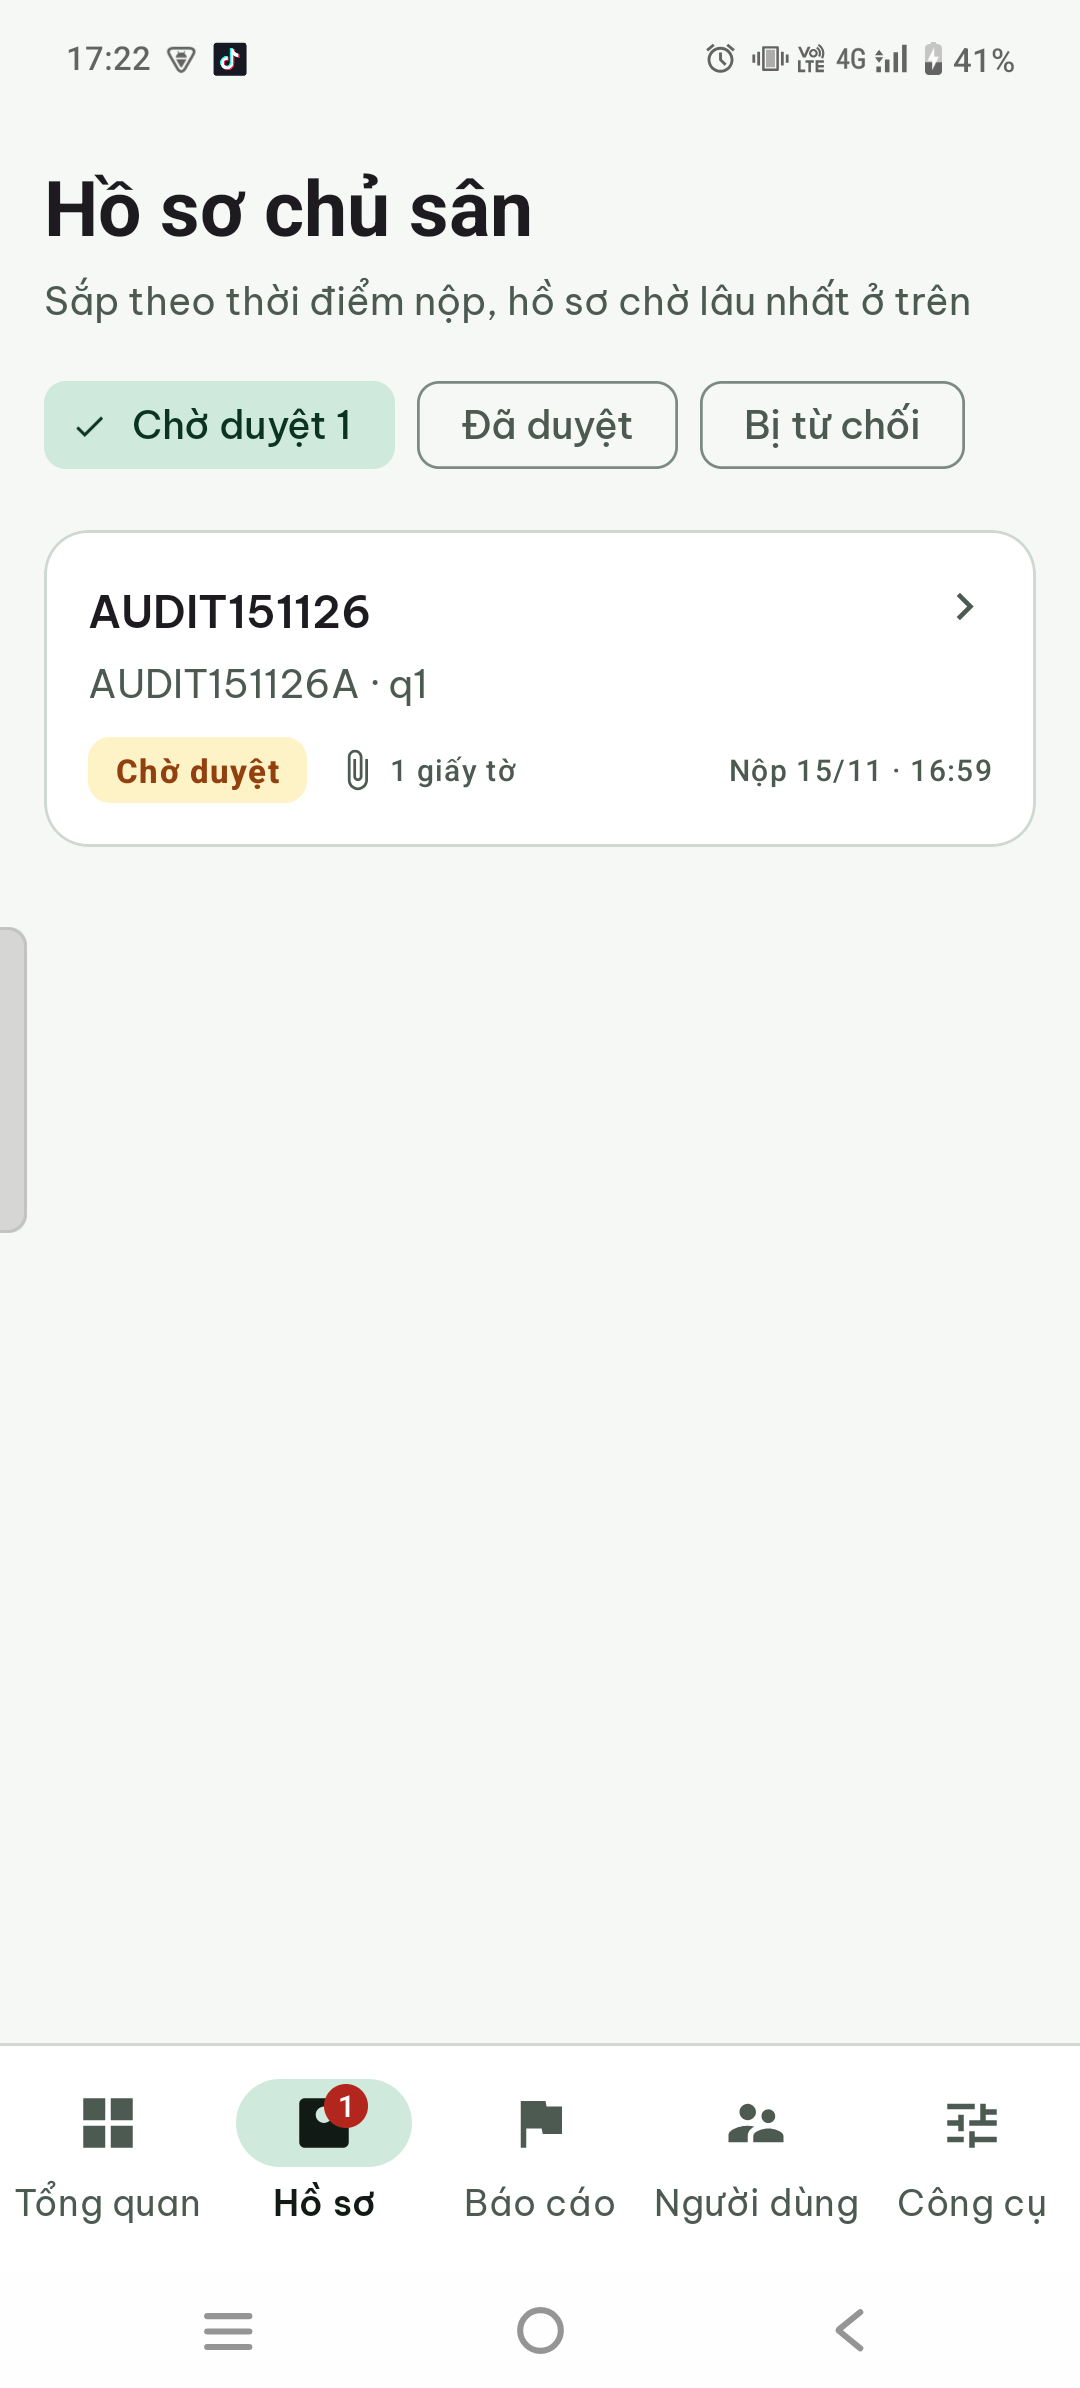 17:22
Vo) LTE 4G 41%
Hồ sơ chủ sân
Sắp theo thời điểm nộp, hồ sơ chờ lâu nhất ở trên
Chờ duyệt 1 Đã duyệt Bị từ chối
AUDIT151126
AUDIT151126A · q1
Chờ duyệt 1 giấy tờ Nộp 15/11 · 16:59
1
Tổng quan Hồ sơ Báo cáo Người dùng Công cụ